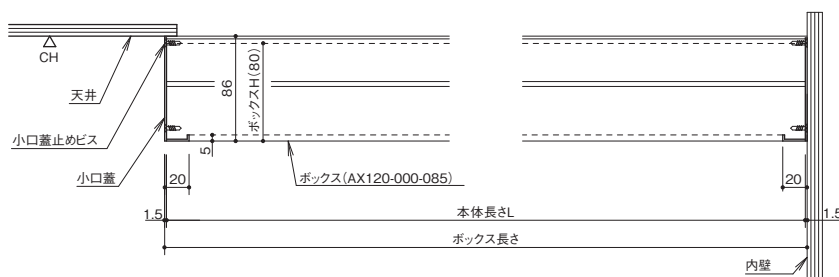 CH
天井
小口蓋止めビス
小口蓋
86
ボックスH(80)
5
ボックス(AX120-000-085)
20
20
1.5
本体長さL
1.5
ボックス長さ
内壁